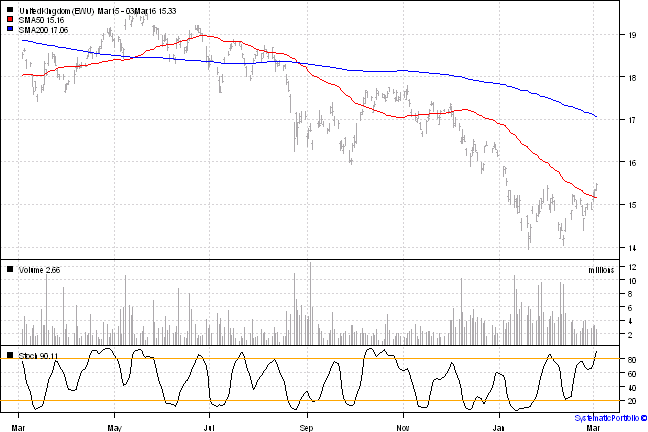 United Kingdom (EWU) Mar15 - 03Mar16 15.33
SMA50 15.16
SMA200 17.06
19
18
17
16
15
14
Volume 2.66
millions
12
10
8
6
4
2
Stoch 90.11
80
60
40
20
Mar May Jul Sep Nov Jan Mar
SystematicPortfolio ©